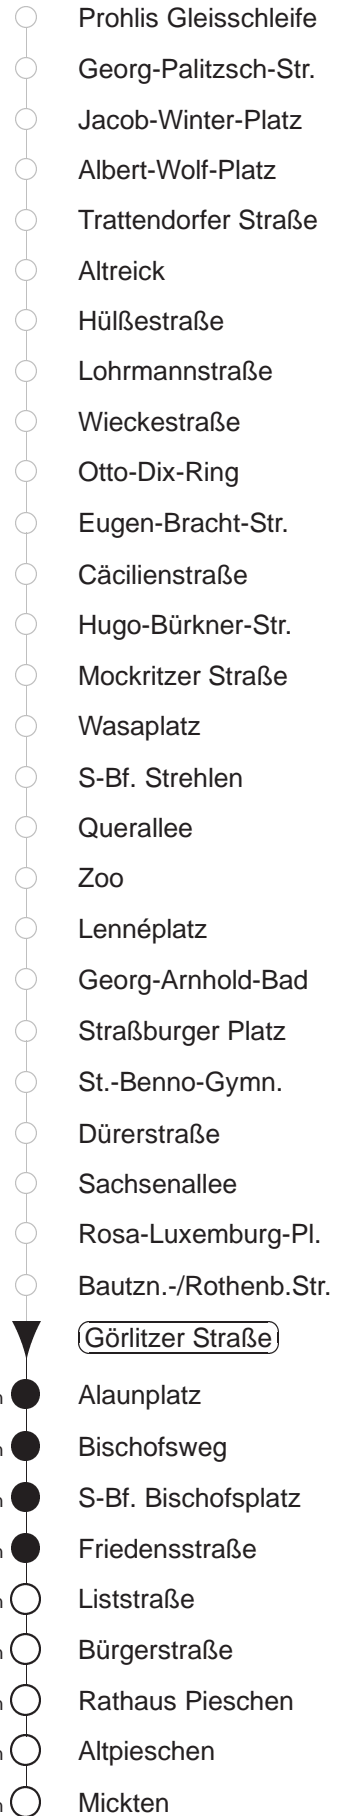 Prohlis Gleisschleife
Georg-Palitzsch-Str.
Jacob-Winter-Platz
Albert-Wolf-Platz
Trattendorfer Straße
Altreick
Hülßestraße
Lohrmannstraße
Wieckestraße
Otto-Dix-Ring
Eugen-Bracht-Str.
Cäcilienstraße
Hugo-Bürkner-Str.
Mockritzer Straße
Wasaplatz
S-Bf. Strehlen
Querallee
Zoo
Lennéplatz
Georg-Arnhold-Bad
Straßburger Platz
St.-Benno-Gymn.
Dürerstraße
Sachsenallee
Rosa-Luxemburg-Pl.
Bautzn.-/Rothenb.Str.
Görlitzer Straße
Alaunplatz
Bischofsweg
S-Bf. Bischofsplatz
Friedensstraße
Liststraße
Bürgerstraße
Rathaus Pieschen
Altpieschen
Mickten